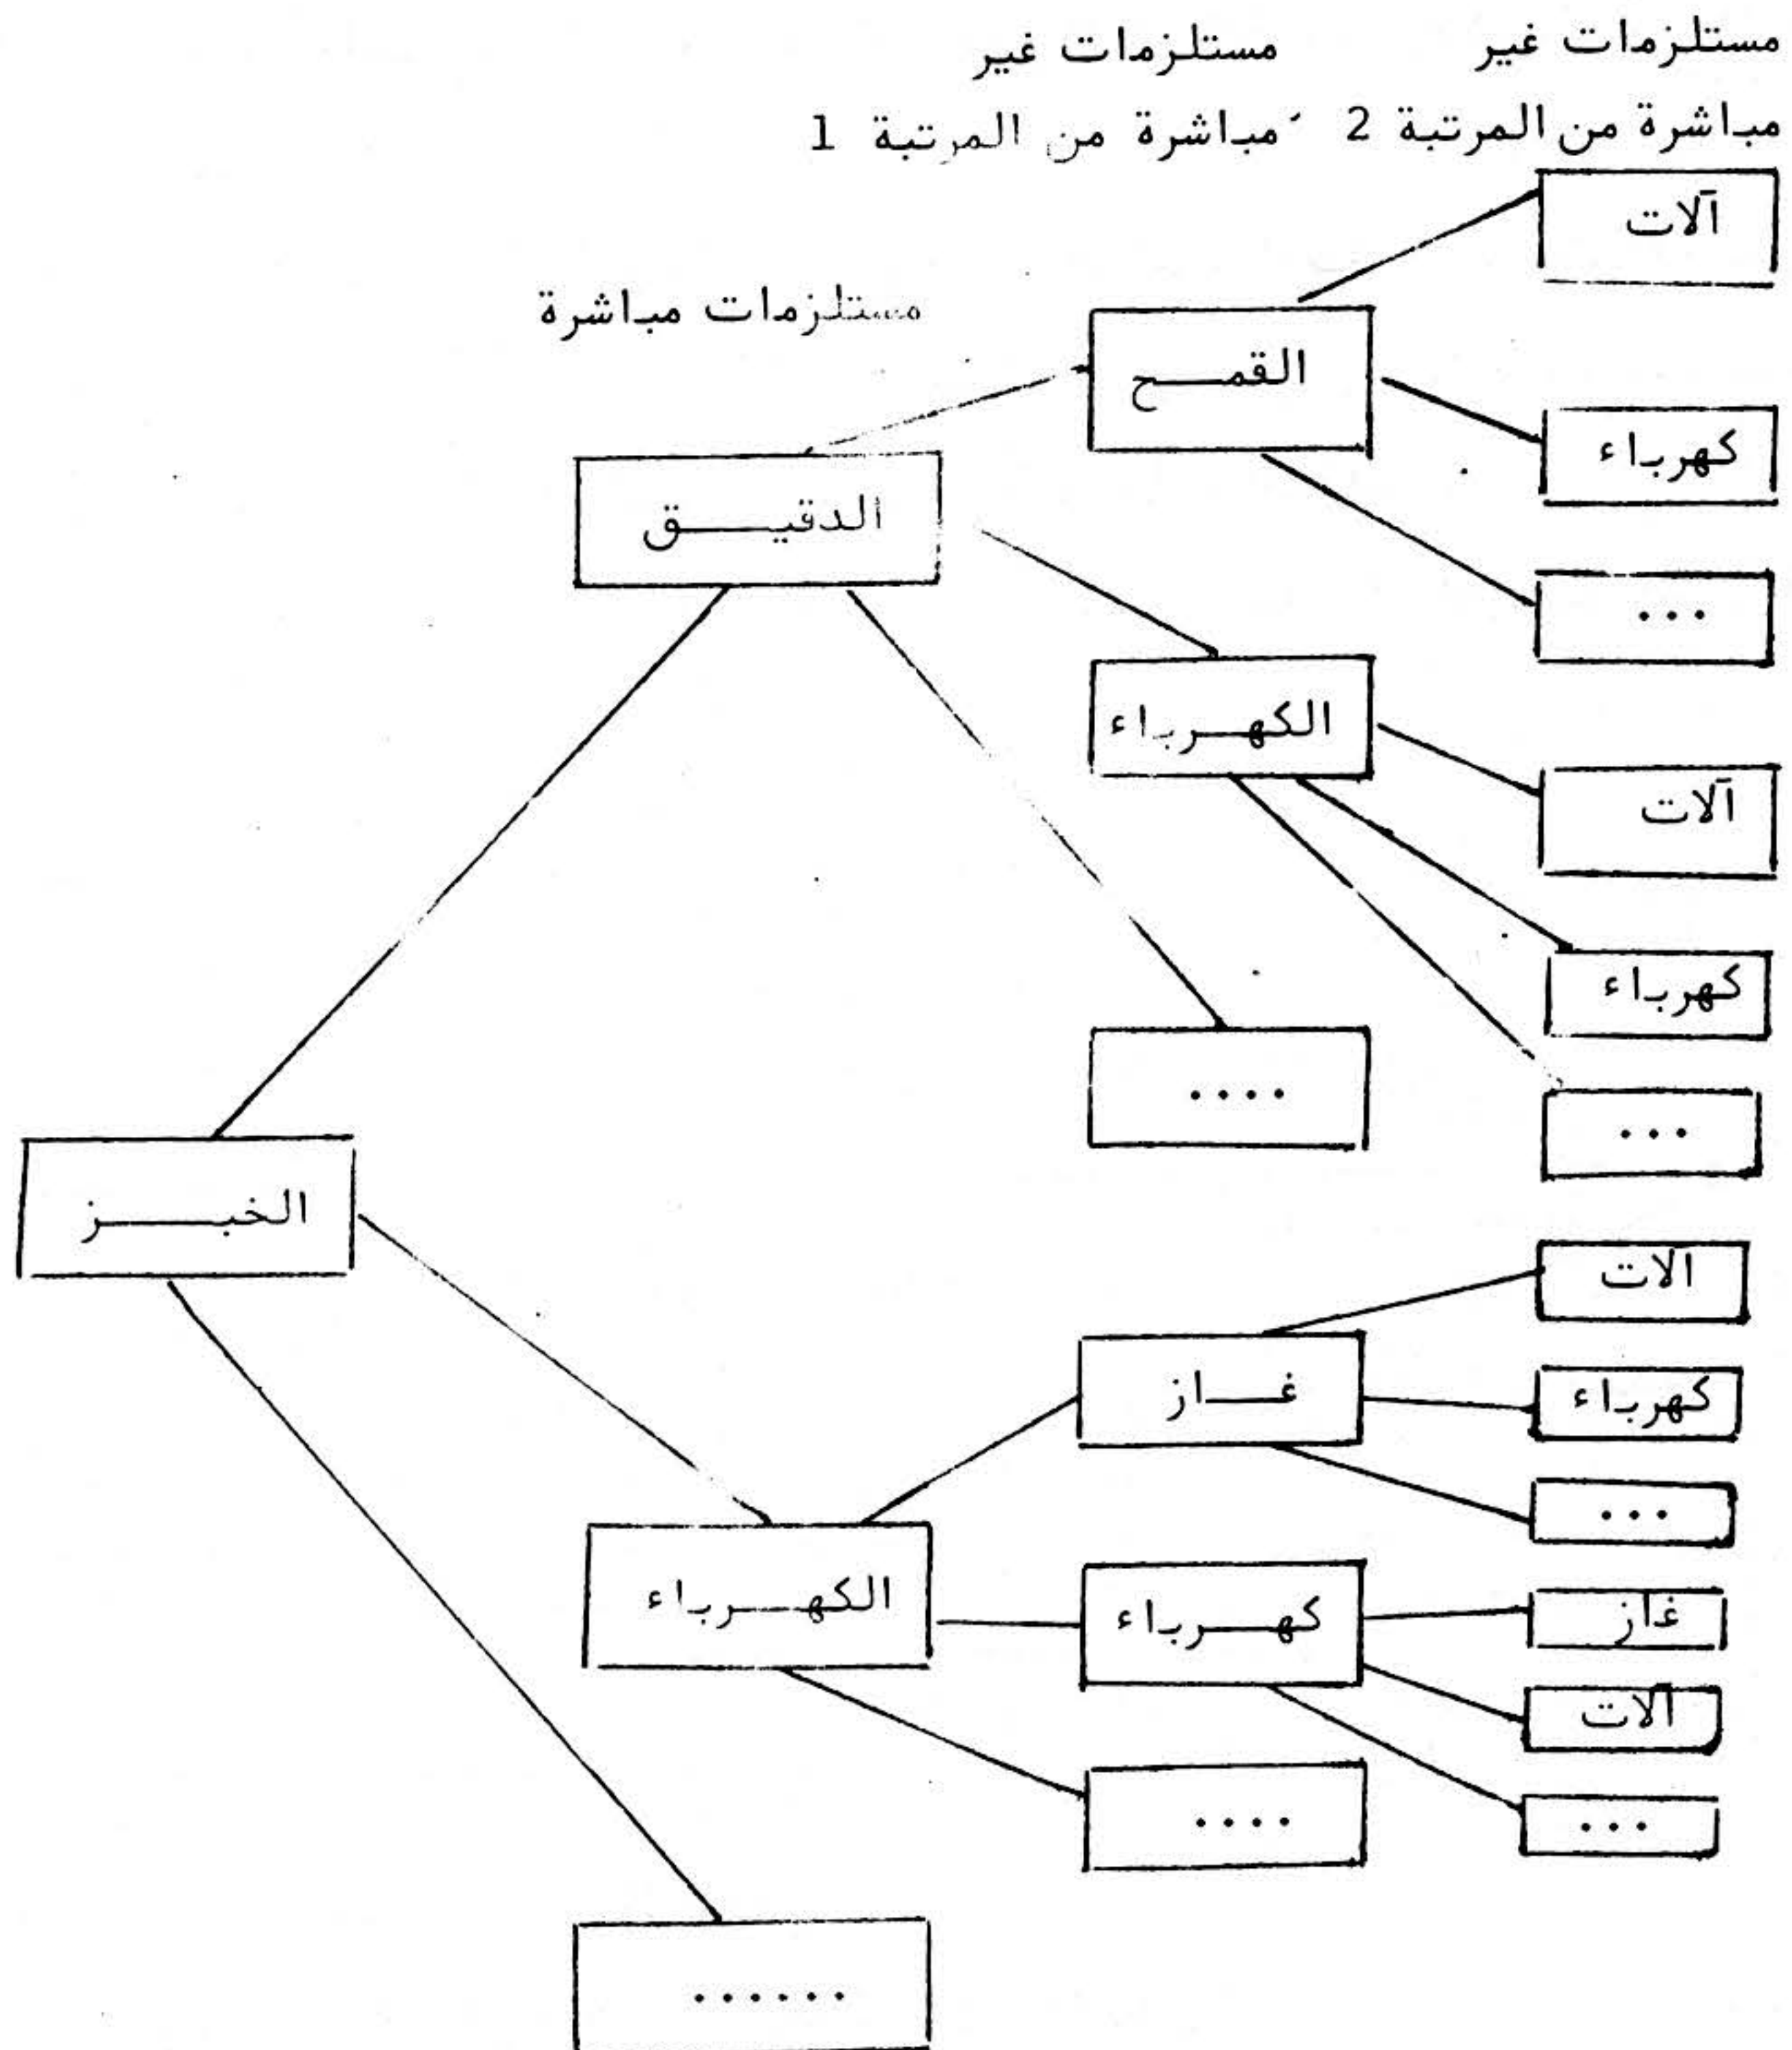 مستلزمات غير
مباشرة من المرتبة 2
مستلزمات غير
مباشرة من المرتبة 1
مستلزمات مباشرة
آلات
القمح
كهرباء
الدقيق
...
الكهرباء
آلات
كهرباء
....
...
الخبز
الات
غاز
كهرباء
...
الكهرباء
كهرباء
غاز
آلات
....
...
......